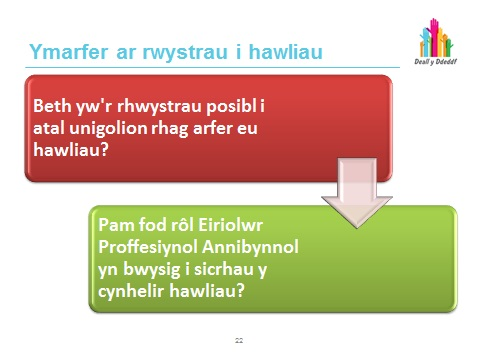 Ymarfer ar rwystrau i hawliau
Deall y Ddeddf
Beth yw'r rhwystrau posibl i
atal unigolion rhag arfer eu
hawliau?
Pam fod rôl Eiriolwr
Proffesiynol Annibynnol
yn bwysig i sicrhau y
cynhelir hawliau?
22